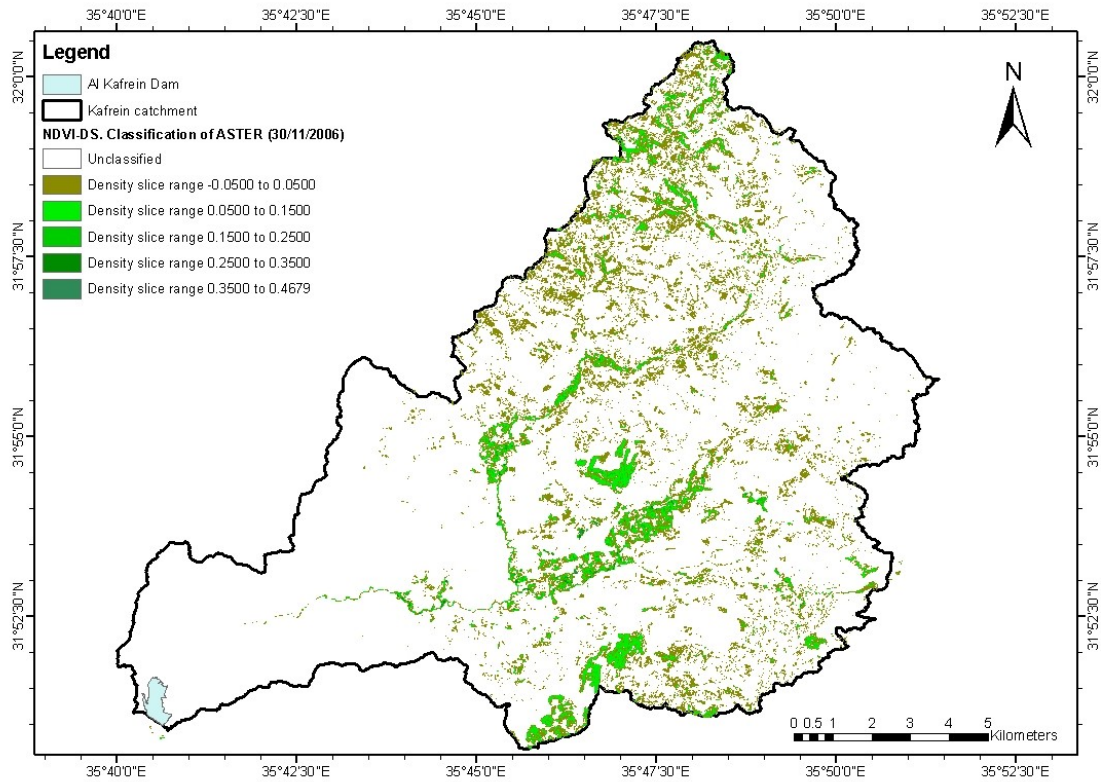 35°40'0"E 35°42'30"E 35°45'0"E 35°47'30"E 35°50'0"E 35°52'30"E
Legend
Al Kafrein Dam
Kafrein catchment
NDVI-DS. Classification of ASTER (30/11/2006)
Unclassified
Density slice range -0.0500 to 0.0500
Density slice range 0.0500 to 0.1500
Density slice range 0.1500 to 0.2500
Density slice range 0.2500 to 0.3500
Density slice range 0.3500 to 0.4679
N
32°0'0"N
32°0'0"N
31°57'30"N
31°57'30"N
31°55'0"N
31°55'0"N
31°52'30"N
31°52'30"N
0 0.5 1 2 3 4 5
Kilometers
35°40'0"E 35°42'30"E 35°45'0"E 35°47'30"E 35°50'0"E 35°52'30"E